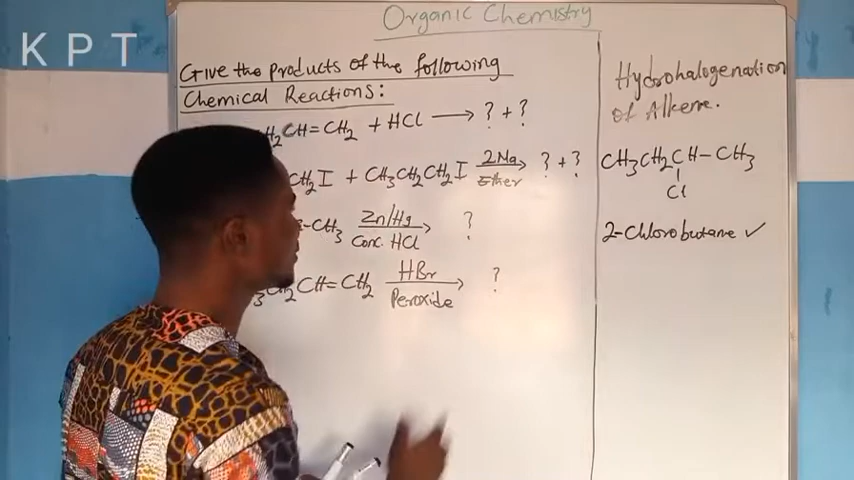 KPT
Organic Chemistry
Give the Products of the following
Chemical Reactions:
H₂CH=CH₂ + HCl ⟶ ? + ?
CH₂I + CH₃CH₂CH₂I 2Na Ether ⟶ ? + ?
-CH₃ Zn/Hg Conc. HCl ⟶ ?
₃CH₂CH=CH₂ HBr Peroxide ⟶ ?
Hydrohalogenation
of Alkene.
CH₃CH₂CH-CH₃
Cl
2-Chlorobutane ✓